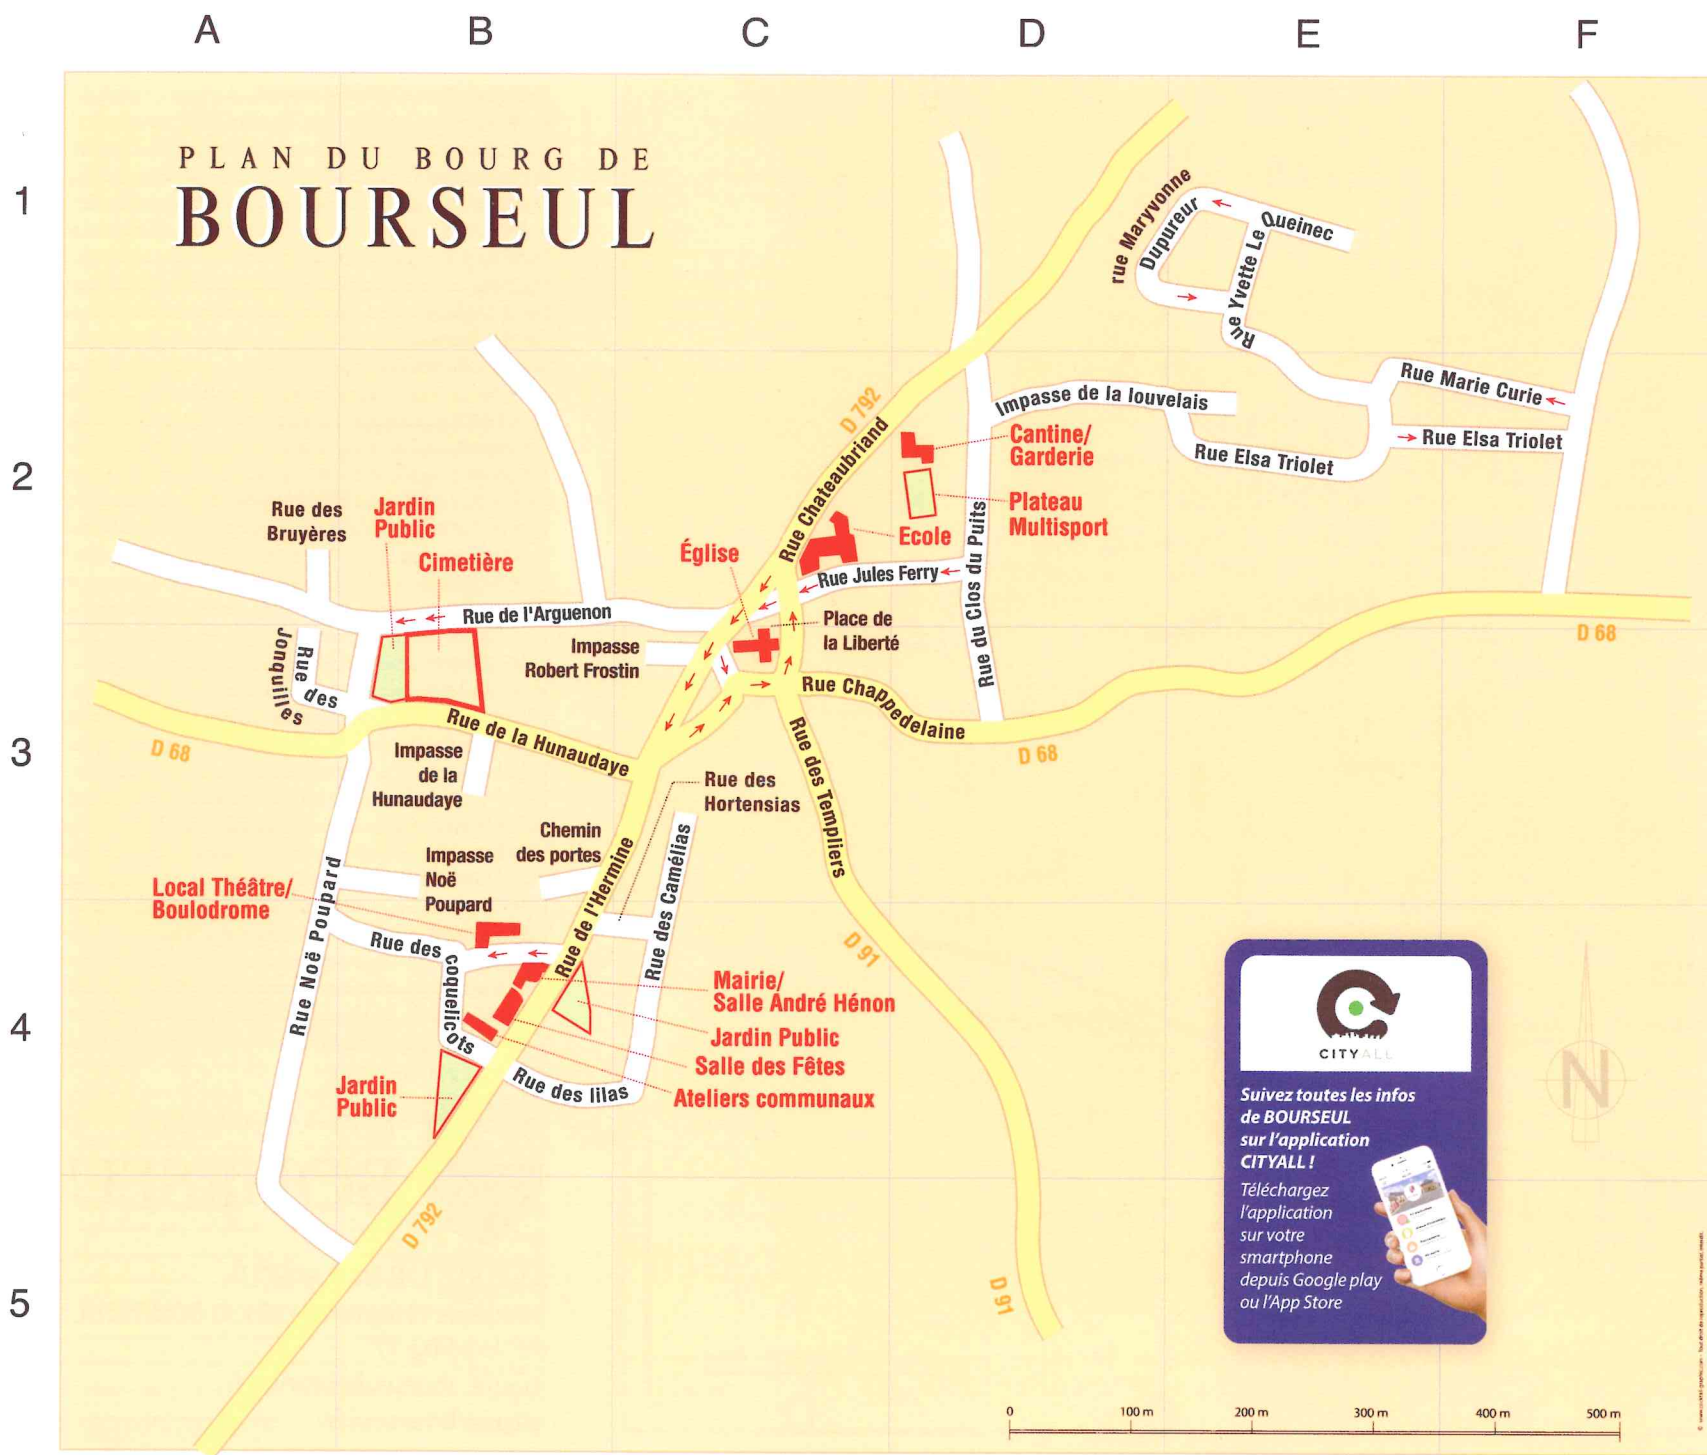 A B C D E F
1
2
3
4
5
PLAN DU BOURG DE
BOURSEUL
rue Maryvonne
Dupureur
Queinec
Rue Yvette Le
Rue Marie Curie
Rue Elsa Triolet
Rue Elsa Triolet
Impasse de la louvelais
D 792
Rue Chateaubriand
Cantine/
Garderie
Plateau
Multisport
Ecole
Rue du Clos du Puits
Rue Jules Ferry
Église
Place de
la Liberté
Rue des
Bruyères
Jardin
Public
Cimetière
Rue de l'Arguenon
Impasse
Robert Frostin
Rue des
Jonquilles
D 68
Rue de la Hunaudaye
Rue Chappedelaine
D 68
D 68
Impasse
de la
Hunaudaye
Rue des Templiers
Rue des
Hortensias
Chemin
des portes
Impasse
Noë
Poupard
Rue de l'Hermine
Rue des Camélias
Local Théâtre/
Boulodrome
Rue Noë Poupard
Rue des
coquelicots
D 91
Mairie/
Salle André Hénon
Jardin Public
Salle des Fêtes
Ateliers communaux
Rue des lilas
Jardin
Public
D 792
D 91
N
CITYALL
Suivez toutes les infos
de BOURSEUL
sur l'application
CITYALL !
Téléchargez
l'application
sur votre
smartphone
depuis Google play
ou l'App Store
0 100 m 200 m 300 m 400 m 500 m